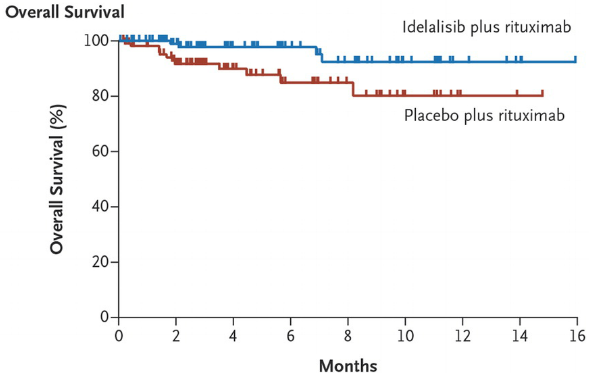 Overall Survival
Idelalisib plus rituximab
Placebo plus rituximab
Overall Survival (%)
100
80
60
40
20
0
0 2 4 6 8 10 12 14 16
Months